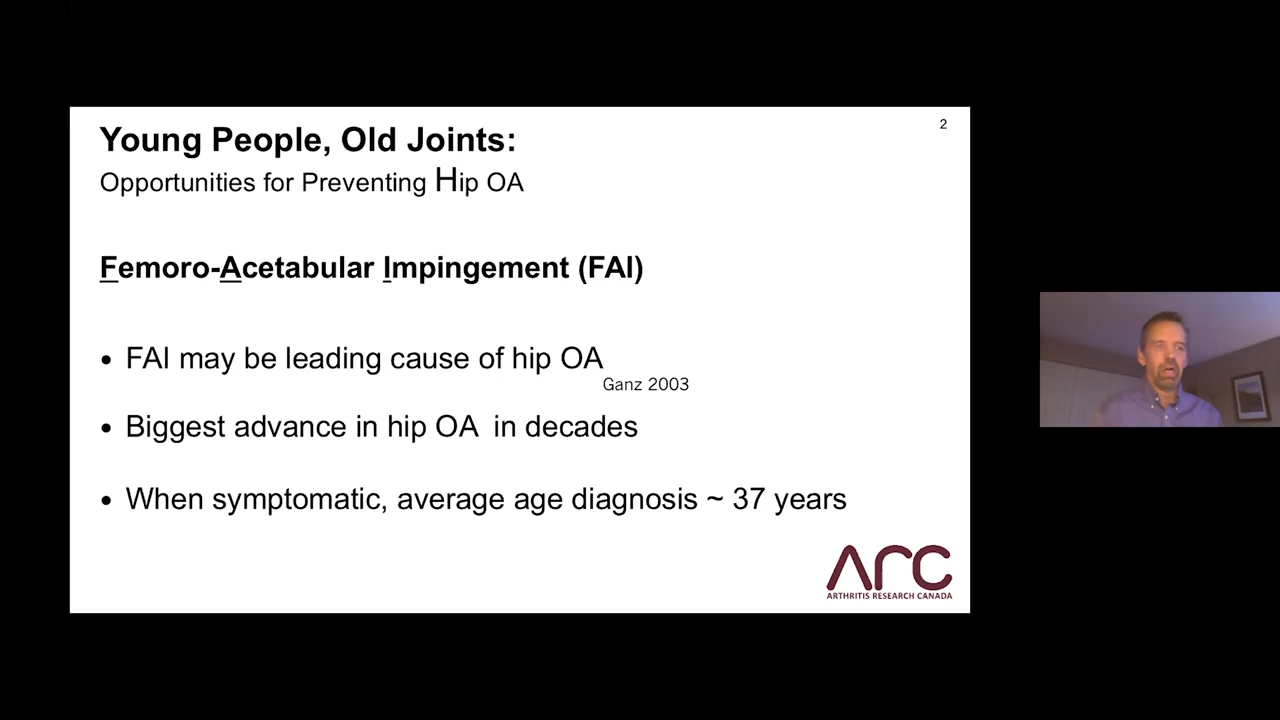 2
Young People, Old Joints:
Opportunities for Preventing Hip OA
Femoro-Acetabular Impingement (FAI)
• FAI may be leading cause of hip OA
Ganz 2003
• Biggest advance in hip OA in decades
• When symptomatic, average age diagnosis ~ 37 years
ARC
ARTHRITIS RESEARCH CANADA